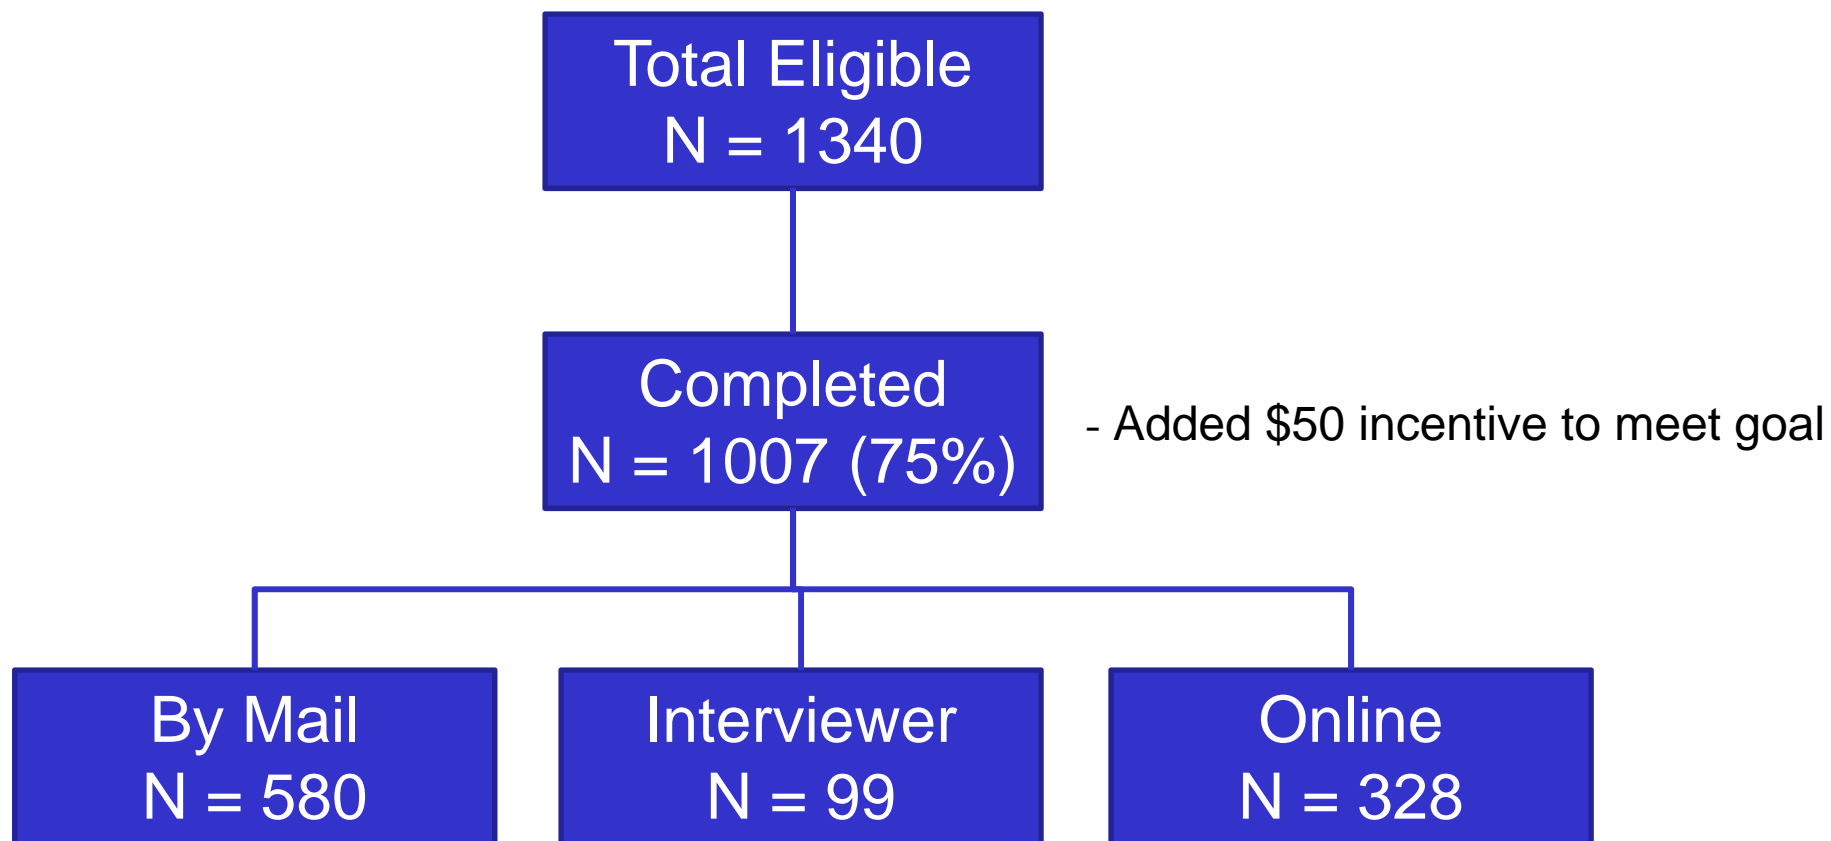 Total Eligible
N = 1340
Completed
N = 1007 (75%)
- Added $50 incentive to meet goal
By Mail
N = 580
Interviewer
N = 99
Online
N = 328